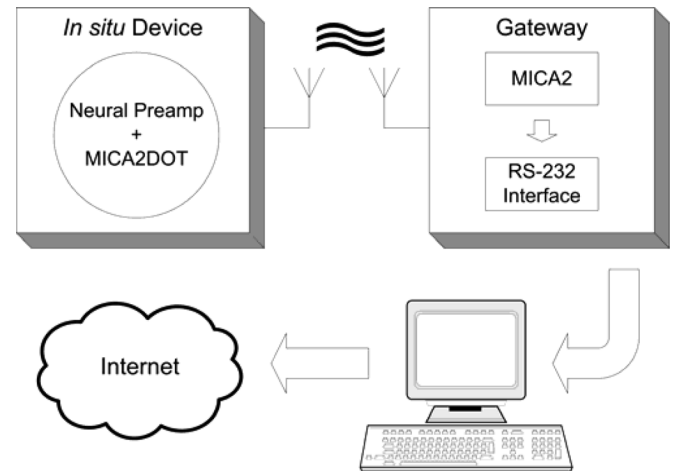 In situ Device
Neural Preamp
+
MICA2DOT
Gateway
MICA2
RS-232
Interface
Internet